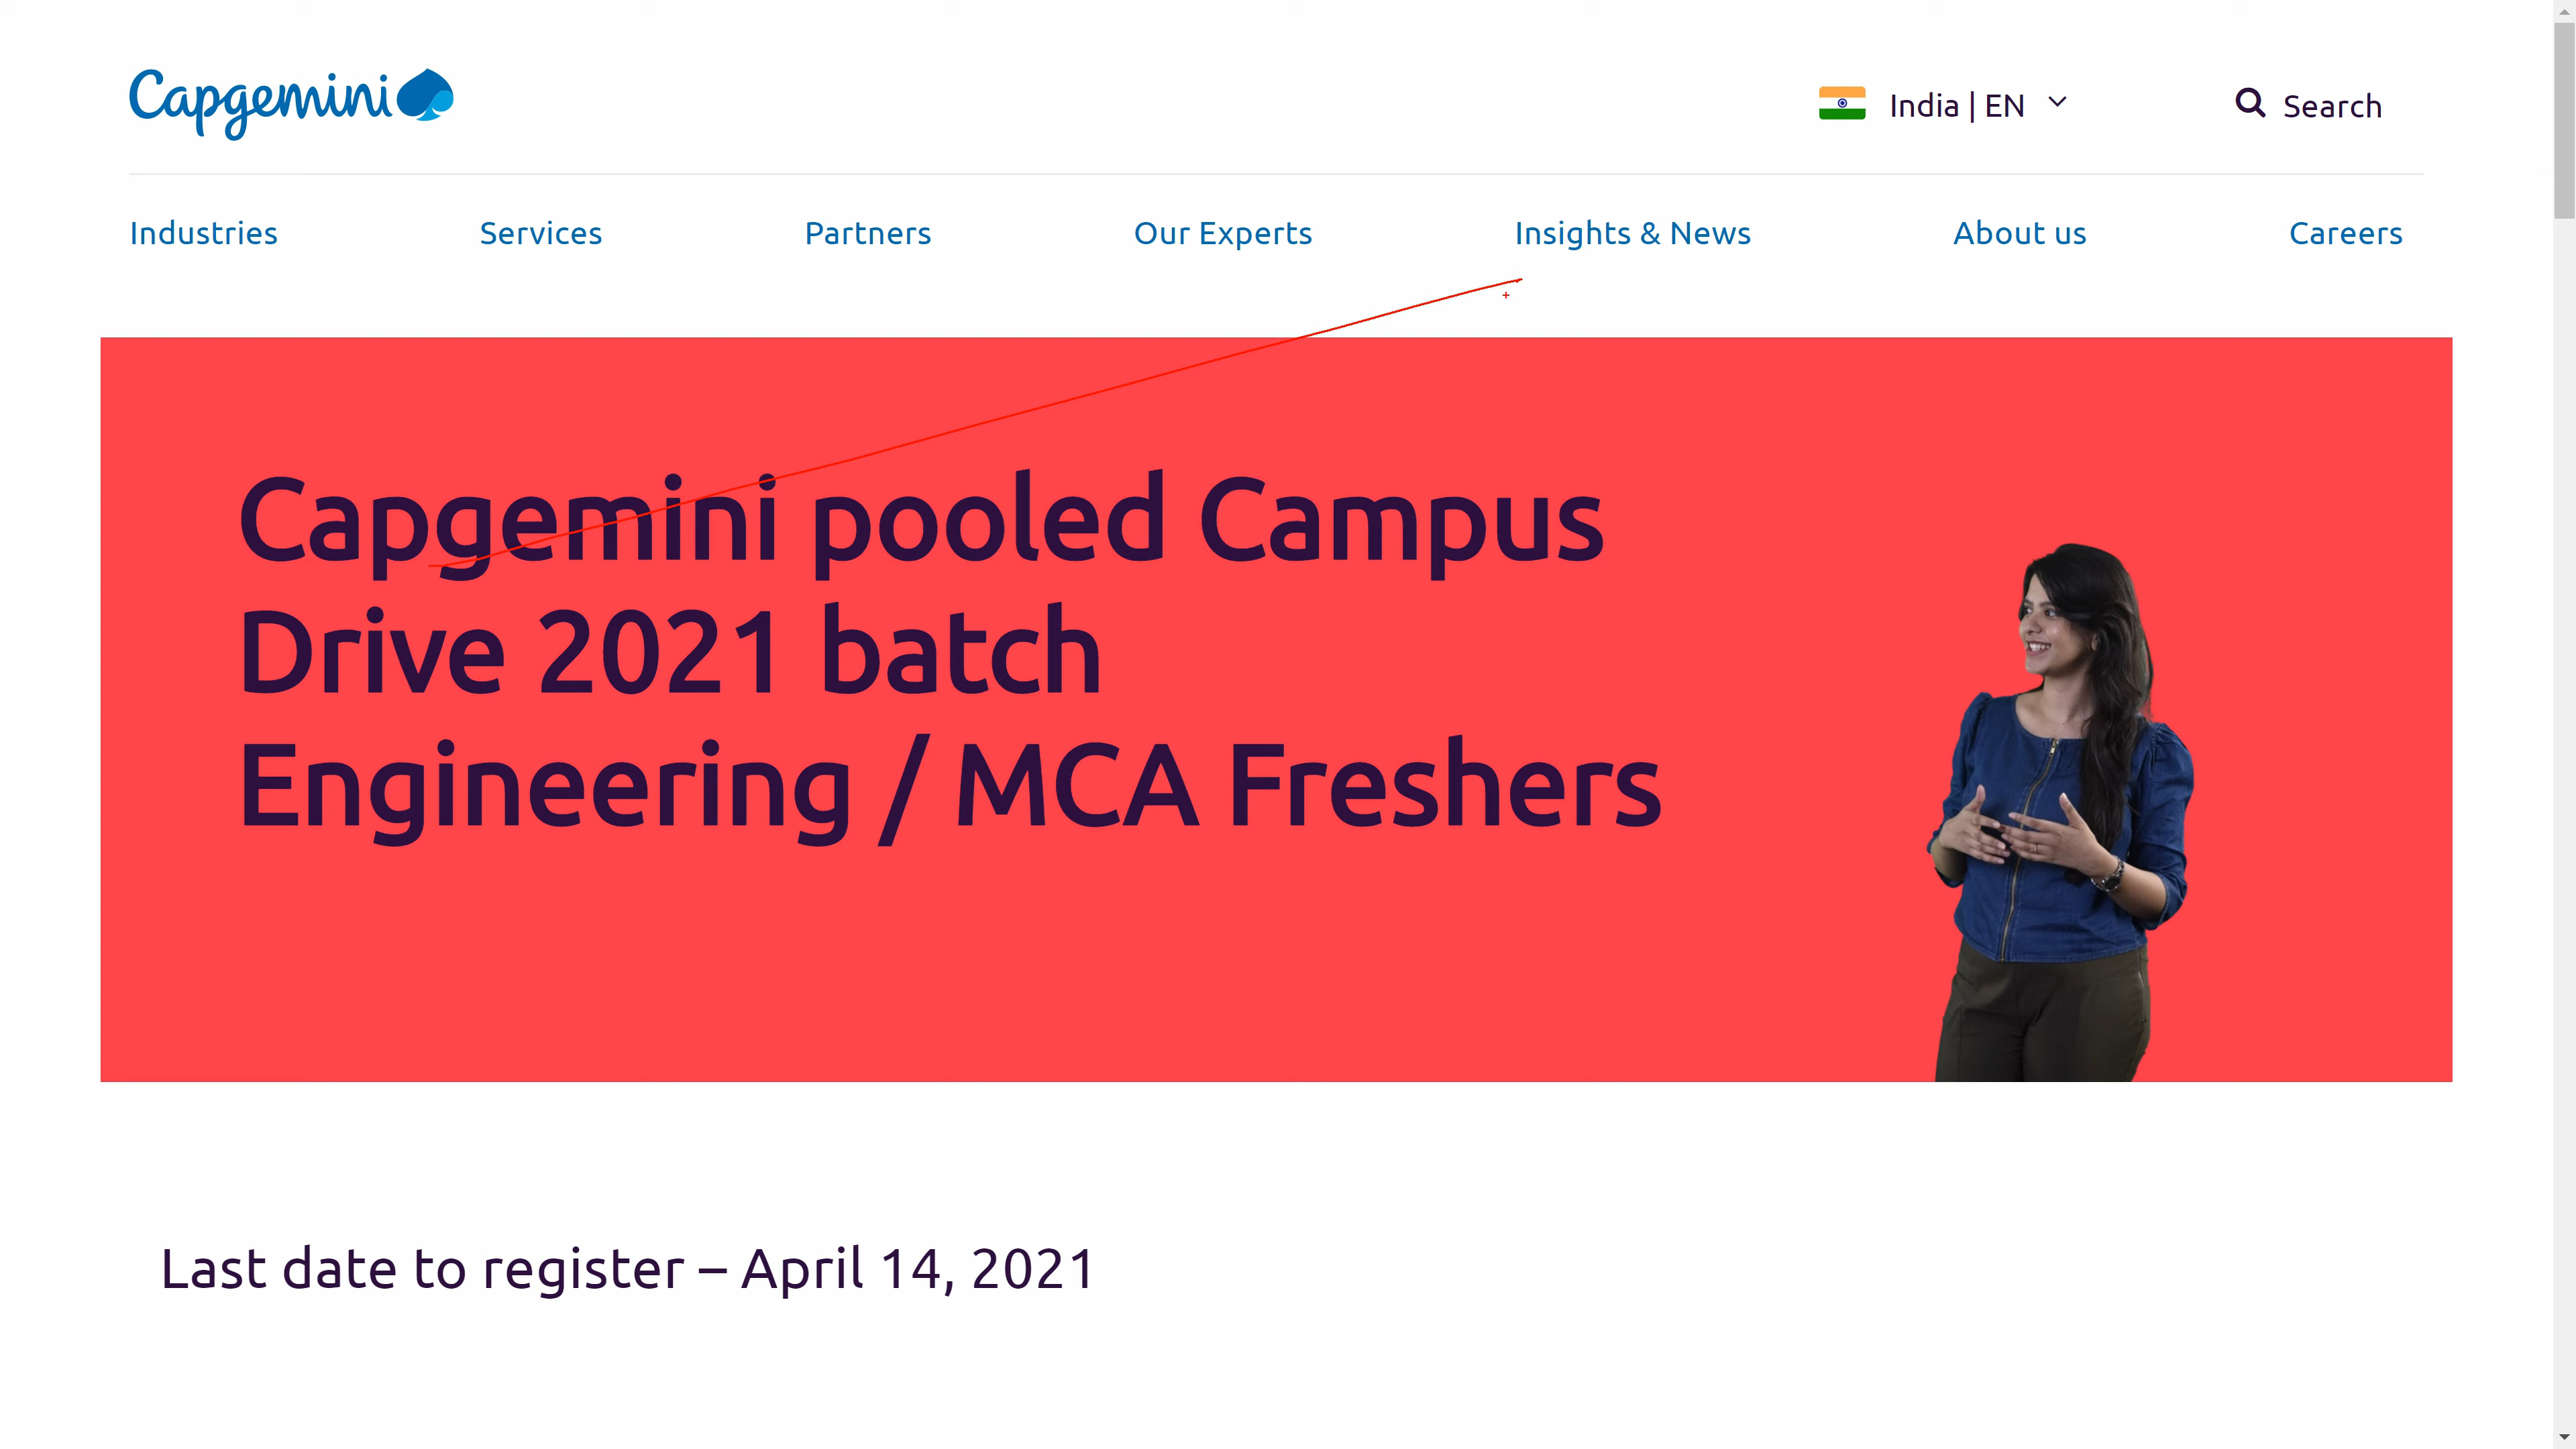 Capgemini
India | EN
Search
Industries
Services
Partners
Our Experts
Insights & News
About us
Careers
Capgemini pooled Campus
Drive 2021 batch
Engineering / MCA Freshers
Last date to register – April 14, 2021